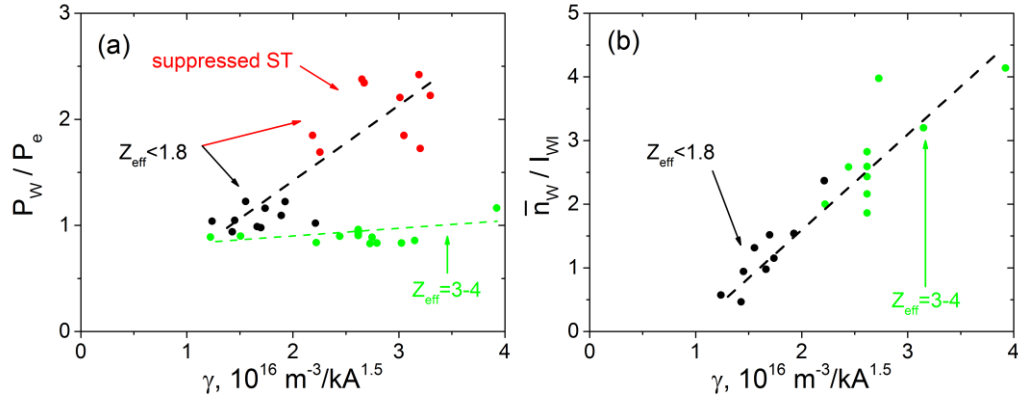 (a)
suppressed ST
Z_eff<1.8
Z_eff=3-4
P_W / P_e
3
2
1
0
0 1 2 3 4
γ, 10^16 m^-3/kA^1.5
(b)
Z_eff<1.8
Z_eff=3-4
n̅_W / I_WI
5
4
3
2
1
0
0 1 2 3 4
γ, 10^16 m^-3/kA^1.5